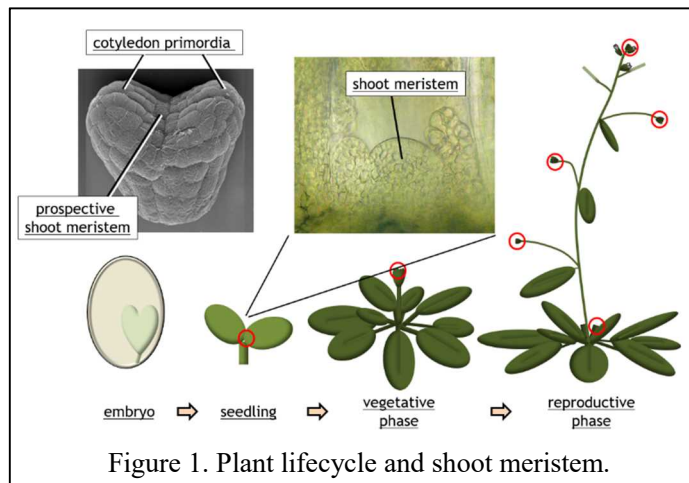 cotyledon primordia
shoot meristem
prospective
shoot meristem
embryo
seedling
vegetative
phase
reproductive
phase
Figure 1. Plant lifecycle and shoot meristem.